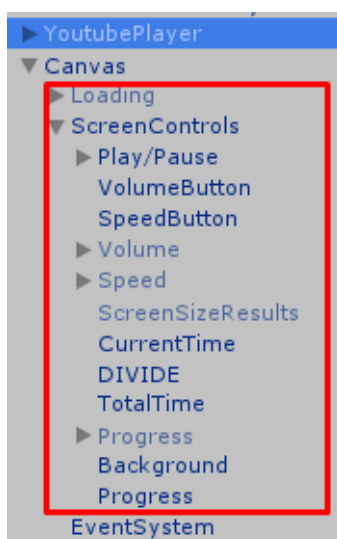 YoutubePlayer
Canvas
Loading
ScreenControls
Play/Pause
VolumeButton
SpeedButton
Volume
Speed
ScreenSizeResults
CurrentTime
DIVIDE
TotalTime
Progress
Background
Progress
EventSystem